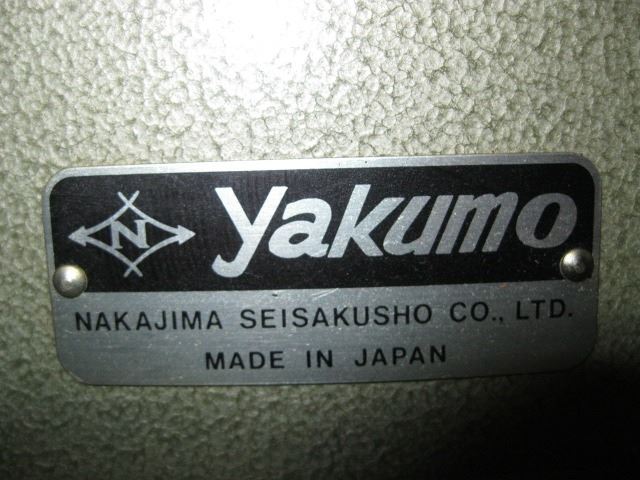 N yakumo
NAKAJIMA SEISAKUSHO CO., LTD.
MADE IN JAPAN